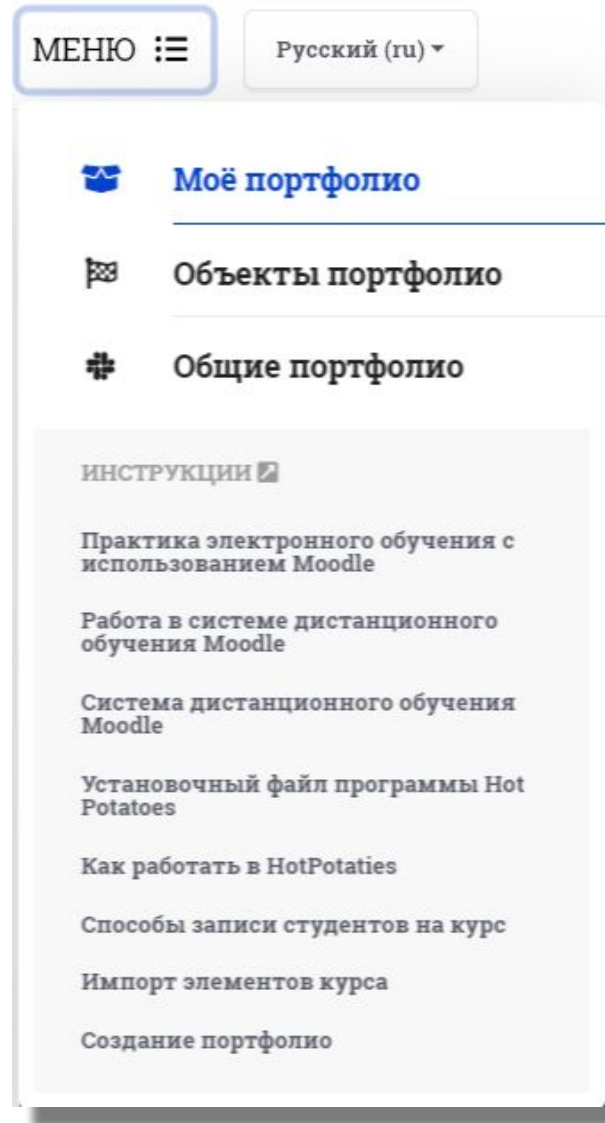 МЕНЮ
Русский (ru)
Моё портфолио
Объекты портфолио
Общие портфолио
ИНСТРУКЦИИ
Практика электронного обучения с
использованием Moodle
Работа в системе дистанционного
обучения Moodle
Система дистанционного обучения
Moodle
Установочный файл программы Hot
Potatoes
Как работать в HotPotaties
Способы записи студентов на курс
Импорт элементов курса
Создание портфолио